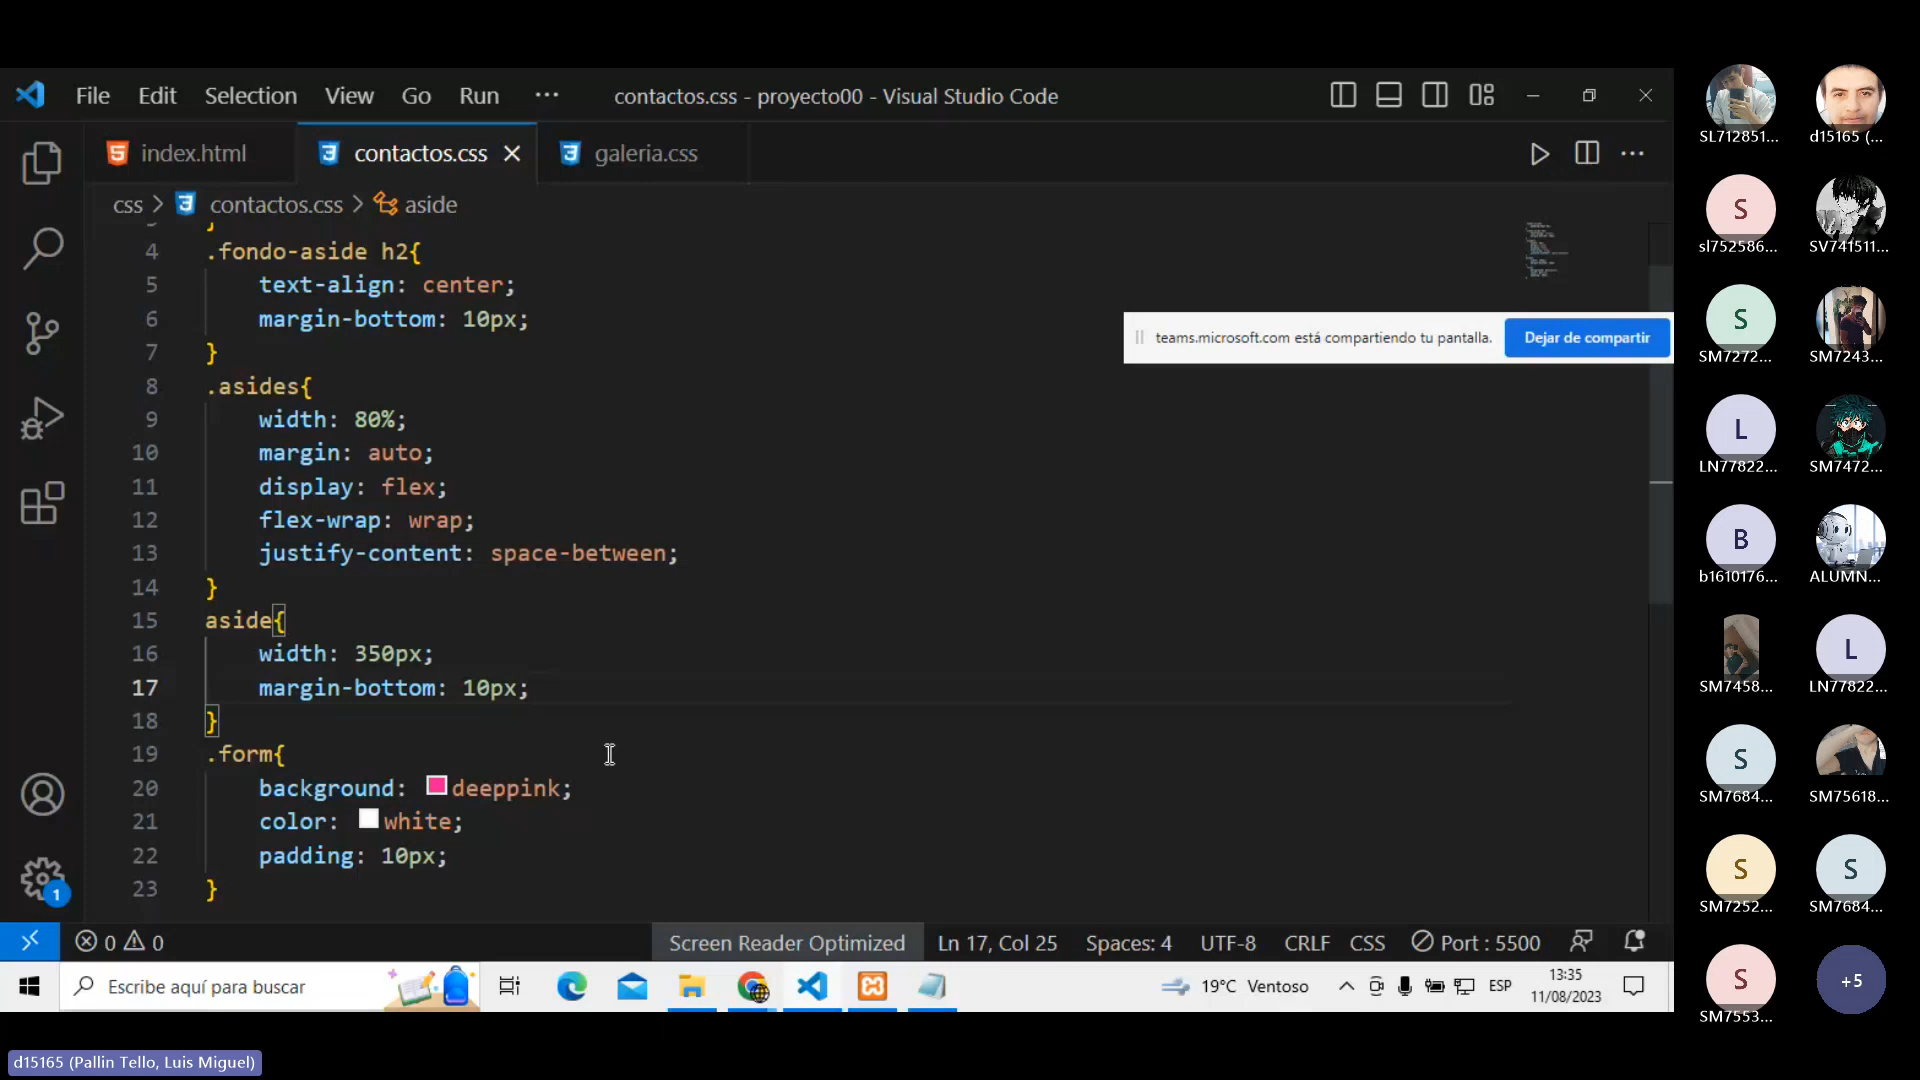 File Edit Selection View Go Run ··· contactos.css - proyecto00 - Visual Studio Code
index.html contactos.css galeria.css
css > contactos.css > aside
4 .fondo-aside h2{
5 text-align: center;
6 margin-bottom: 10px;
7 }
8 .asides{
9 width: 80%;
10 margin: auto;
11 display: flex;
12 flex-wrap: wrap;
13 justify-content: space-between;
14 }
15 aside{
16 width: 350px;
17 margin-bottom: 10px;
18 }
19 .form{
20 background: deeppink;
21 color: white;
22 padding: 10px;
23 }
teams.microsoft.com está compartiendo tu pantalla. Dejar de compartir
1
0 0 Screen Reader Optimized Ln 17, Col 25 Spaces: 4 UTF-8 CRLF CSS Port : 5500
Escribe aquí para buscar 19°C Ventoso ESP 13:35
11/08/2023
SL712851... d15165 (...
S
sl752586... SV741511...
S
SM7272... SM7243...
L
LN77822... SM7472...
B
b1610176... ALUMN...
L
SM7458... LN77822...
S
SM7684... SM75618...
S S
SM7252... SM7684...
S +5
SM7553...
d15165 (Pallin Tello, Luis Miguel)